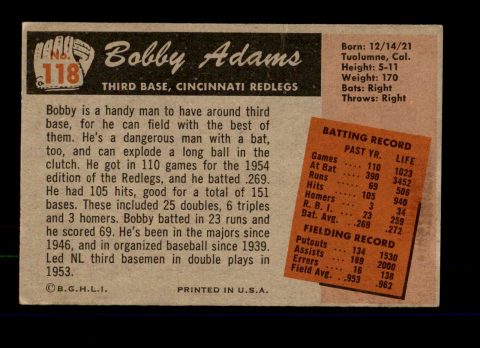 No.
118
Bobby Adams
THIRD BASE, CINCINNATI REDLEGS
Born: 12/14/21
Tuolumne, Cal.
Height: 5-11
Weight: 170
Bats: Right
Throws: Right
Bobby is a handy man to have around third
base, for he can field with the best of
them. He's a dangerous man with a bat,
too, and can explode a long ball in the
clutch. He got in 110 games for the 1954
edition of the Redlegs, and he batted .269.
He had 105 hits, good for a total of 151
bases. These included 25 doubles, 6 triples
and 3 homers. Bobby batted in 23 runs and
he scored 69. He's been in the majors since
1946, and in organized baseball since 1939.
Led NL third basemen in double plays in
1953.
BATTING RECORD
PAST YR. LIFE
Games 110 1023
At Bat 390 3452
Runs 69 508
Hits 105 940
Homers 3 34
R. B. I. 23 259
Bat. Avg. .269 .272
FIELDING RECORD
Putouts 134 1530
Assists 189 2000
Errors 16 138
Field Avg. .953 .962
©B.G.H.L.I. PRINTED IN U.S.A.